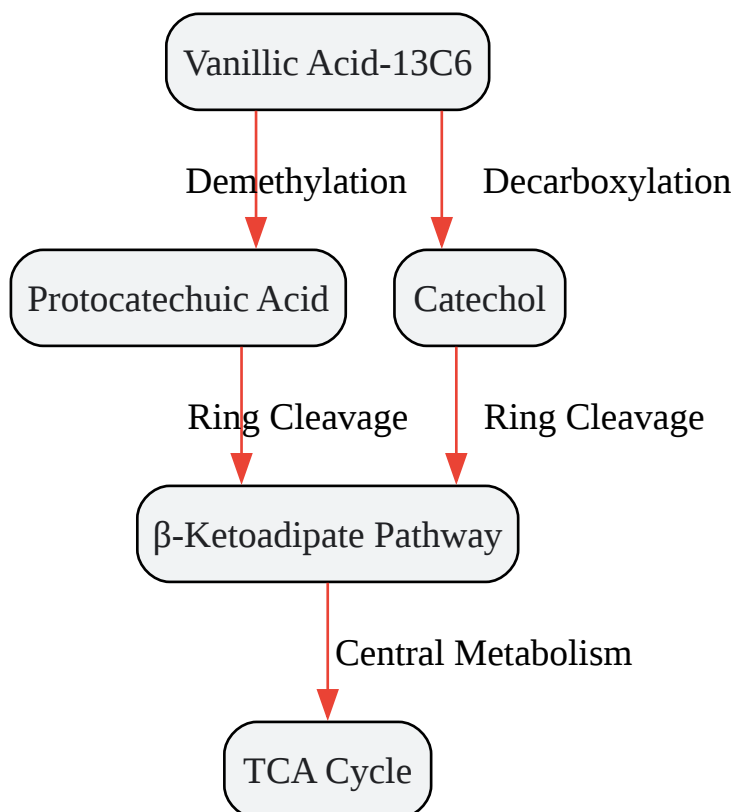 Vanillic Acid-13C6
Demethylation
Decarboxylation
Protocatechuic Acid
Catechol
Ring Cleavage
Ring Cleavage
β-Ketoadipate Pathway
Central Metabolism
TCA Cycle